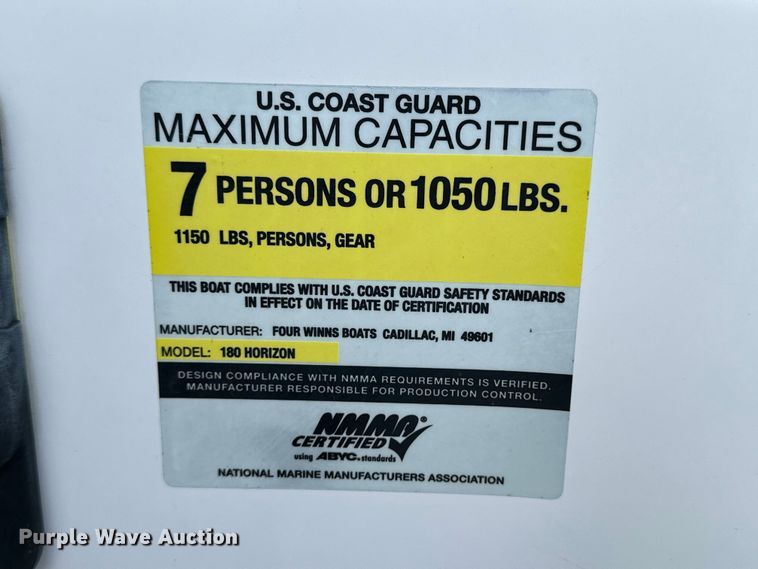 U.S. COAST GUARD
MAXIMUM CAPACITIES
7 PERSONS OR 1050 LBS.
1150 LBS, PERSONS, GEAR
THIS BOAT COMPLIES WITH U.S. COAST GUARD SAFETY STANDARDS
IN EFFECT ON THE DATE OF CERTIFICATION
MANUFACTURER: FOUR WINNS BOATS CADILLAC, MI 49601
MODEL: 180 HORIZON
DESIGN COMPLIANCE WITH NMMA REQUIREMENTS IS VERIFIED.
MANUFACTURER RESPONSIBLE FOR PRODUCTION CONTROL.
NMMA®
CERTIFIED
using ABYC® standards
NATIONAL MARINE MANUFACTURERS ASSOCIATION
Purple Wave Auction